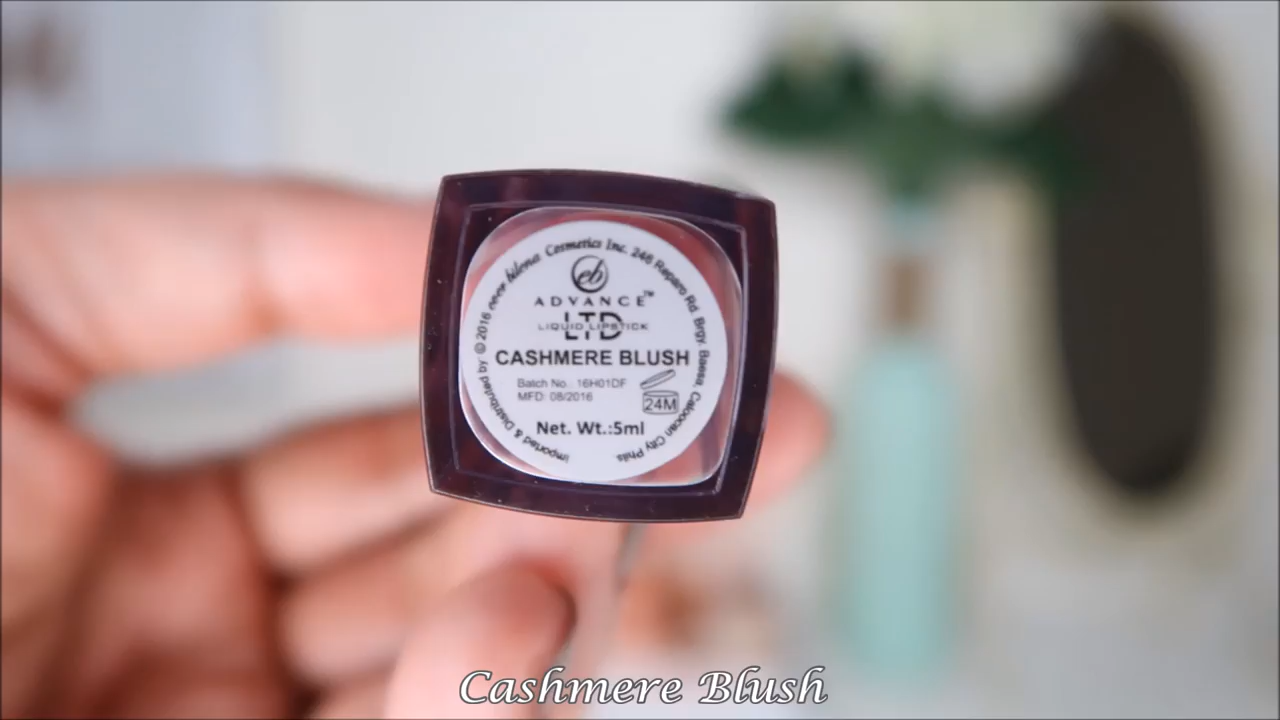 Imported & Distributed by © 2016 ever bilena Cosmetics Inc. 246 Reparo Rd. Brgy. Baesa, Caloocan City Phils
eb
ADVANCE™
LTD
LIQUID LIPSTICK
CASHMERE BLUSH
Batch No.: 16H01DF
MFD: 08/2016
24M
Net. Wt.:5ml
Cashmere Blush